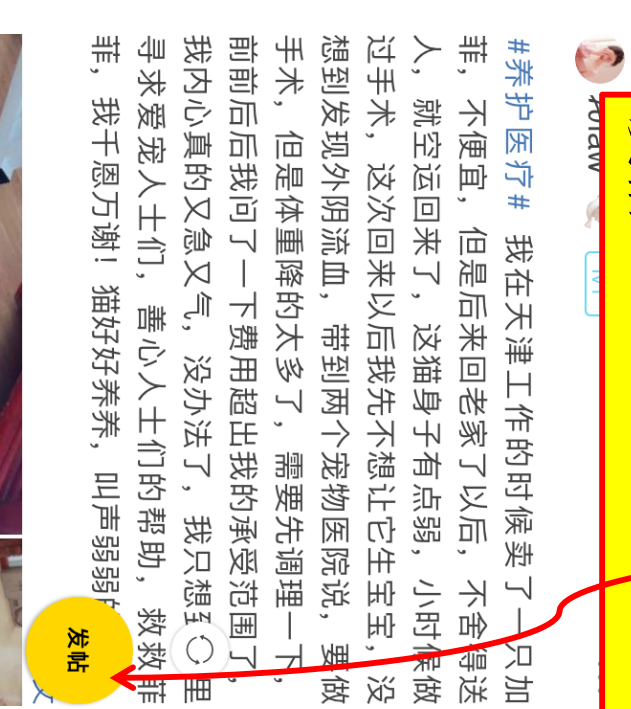 #养护医疗# 我在天津工作的时候卖了一只加
菲，不便宜，但是后来回老家了以后，不舍得送
人，就空运回来了，这猫身子有点弱，小时候做
过手术，这次回来以后我先不想让它生宝宝，没
想到发现外阴流血，带到两个宠物医院说，要做
手术，但是体重降的太多了，需要先调理一下，
前前后后我问了一下费用超出我的承受范围了，
我内心真的又急又气，没办法了，我只想 里
寻求爱宠人士们，善心人士们的帮助，救救菲
菲，我千恩万谢！猫好好养养，叫声弱弱
发帖